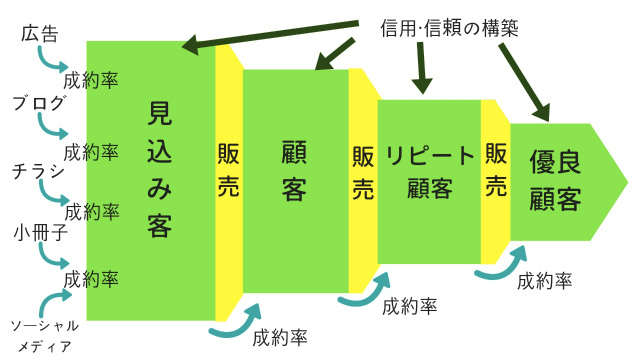 広告
信用·信頼の構築
成約率
ブログ
成約率
チラシ
成約率
小冊子
成約率
ソーシャル
メディア
見込み客
販売
顧客
販売
リピート
顧客
販売
優良
顧客
成約率
成約率
成約率